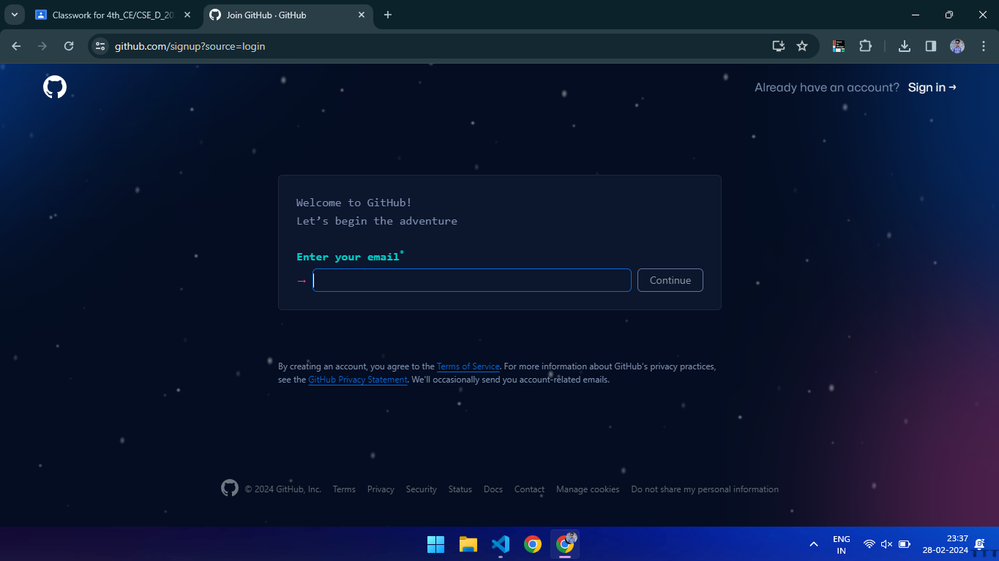 Classwork for 4th_CE/CSE_D_20
Join GitHub · GitHub
github.com/signup?source=login
Already have an account? Sign in →
Welcome to GitHub!
Let’s begin the adventure
Enter your email*
→ Continue
By creating an account, you agree to the Terms of Service. For more information about GitHub's privacy practices,
see the GitHub Privacy Statement. We'll occasionally send you account-related emails.
© 2024 GitHub, Inc. Terms Privacy Security Status Docs Contact Manage cookies Do not share my personal information
ENG
IN
23:37
28-02-2024